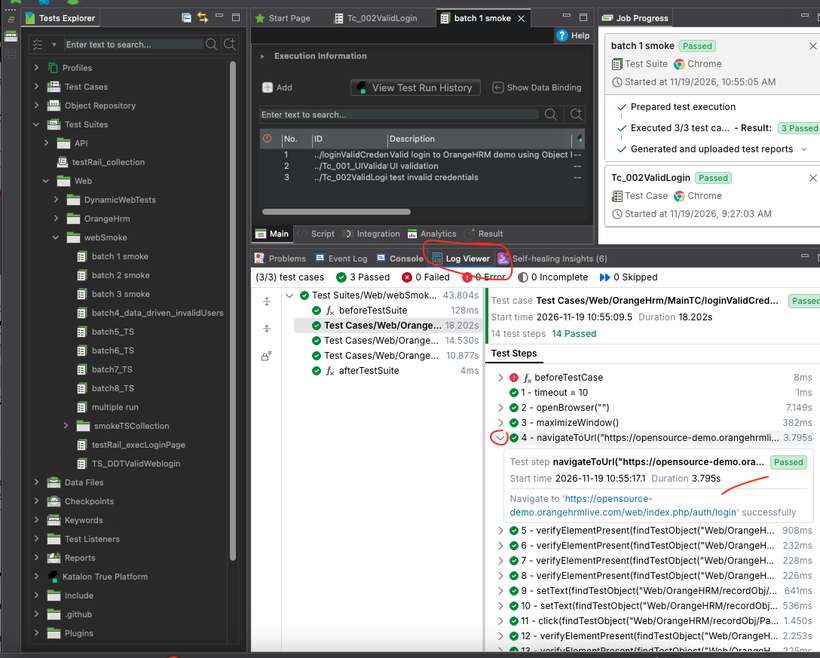 Tests Explorer
Enter text to search...
Profiles
Test Cases
Object Repository
Test Suites
API
testRail_collection
Web
DynamicWebTests
OrangeHrm
webSmoke
batch 1 smoke
batch 2 smoke
batch 3 smoke
batch4_data_driven_invalidUsers
batch5_TS
batch6_TS
batch7_TS
batch8_TS
multiple run
smokeTSCollection
testRail_execLoginPage
TS_DDTValidWeblogin
Data Files
Checkpoints
Keywords
Test Listeners
Reports
Katalon True Platform
Include
.github
Plugins
Start Page
Tc_002ValidLogin
batch 1 smoke
Help
Execution Information
Add
View Test Run History
Show Data Binding
Enter text to search...
No. ID Description
1 ../loginValidCreden Valid login to OrangeHRM demo using Object I --
2 ../Tc_001_UIValida UI validation --
3 ../Tc_002ValidLogi test invalid credentials --
Main Script Integration Analytics Result
Job Progress
batch 1 smoke Passed
Test Suite Chrome
Started at 11/19/2026, 10:55:05 AM
Prepared test execution
Executed 3/3 test ca... - Result: 3 Passed
Generated and uploaded test reports
Tc_002ValidLogin Passed
Test Case Chrome
Started at 11/19/2026, 9:27:03 AM
Problems Event Log Console Log Viewer Self-healing Insights (6)
(3/3) test cases 3 Passed 0 Failed 0 Error 0 Incomplete 0 Skipped
Test Suites/Web/webSmok... 43.804s
fx beforeTestSuite 128ms
Test Cases/Web/Orange... 18.202s
Test Cases/Web/Orange... 14.530s
Test Cases/Web/Orange... 10.877s
fx afterTestSuite 4ms
Test case Test Cases/Web/OrangeHrm/MainTC/loginValidCred... Passed
Start time 2026-11-19 10:55:09.5 Duration 18.202s
14 test steps 14 Passed
Test Steps
fx beforeTestCase 8ms
1 - timeout = 10 1ms
2 - openBrowser("") 7.149s
3 - maximizeWindow() 382ms
4 - navigateToUrl("https://opensource-demo.orangehrmli... 3.795s
Test step navigateToUrl("https://opensource-demo.ora... Passed
Start time 2026-11-19 10:55:17.1 Duration 3.795s
Navigate to 'https://opensource-
demo.orangehrmlive.com/web/index.php/auth/login' successfully
5 - verifyElementPresent(findTestObject("Web/OrangeH... 908ms
6 - verifyElementPresent(findTestObject("Web/OrangeH... 232ms
7 - verifyElementPresent(findTestObject("Web/OrangeH... 228ms
8 - verifyElementPresent(findTestObject("Web/OrangeH... 226ms
9 - setText(findTestObject("Web/OrangeHRM/recordObj/... 641ms
10 - setText(findTestObject("Web/OrangeHRM/recordObj... 536ms
11 - click(findTestObject("Web/OrangeHRM/recordObj/Pa... 1.450s
12 - verifyElementPresent(findTestObject("Web/Orange... 2.253s
13 - verifyElementPresent(findTestObject("Web/Orange... 225ms